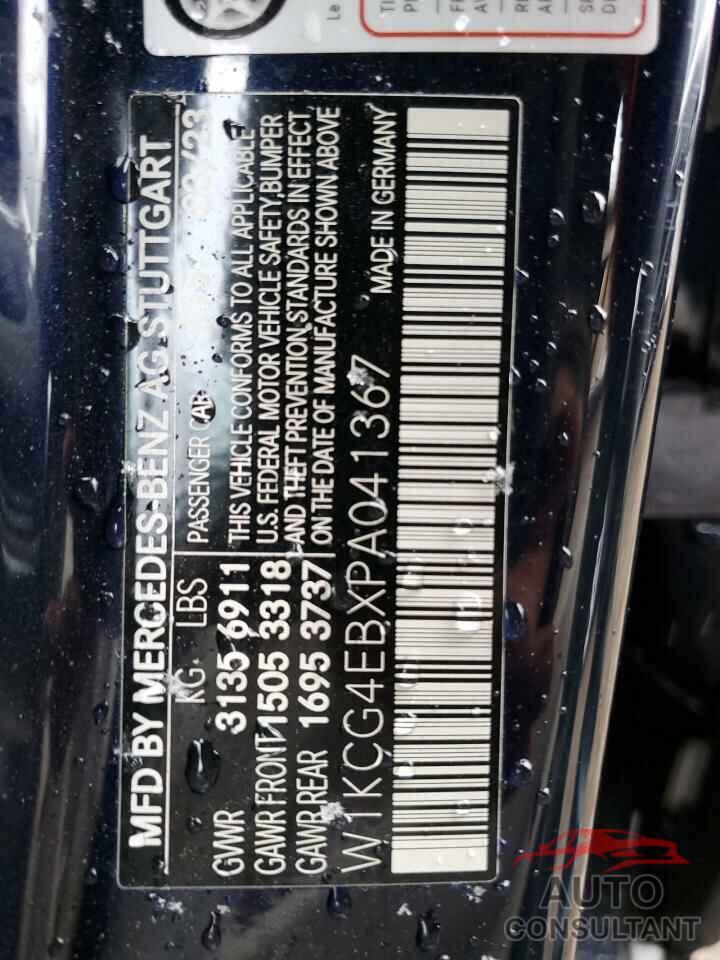 MFD BY MERCEDES-BENZ AG STUTTGART
KG LBS PASSENGER CAR /23
GVWR 3135 6911 THIS VEHICLE CONFORMS TO ALL APPLICABLE
U.S. FEDERAL MOTOR VEHICLE SAFETY, BUMPER
GAWR FRONT 1505 3318 AND THEFT PREVENTION STANDARDS IN EFFECT
GAWR REAR 1695 3737 ON THE DATE OF MANUFACTURE SHOWN ABOVE
W1KCG4EBXPA041367 MADE IN GERMANY
AUTO
CONSULTANT